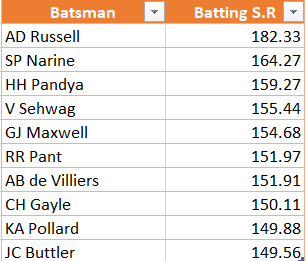 Batsman Batting S.R
AD Russell 182.33
SP Narine 164.27
HH Pandya 159.27
V Sehwag 155.44
GJ Maxwell 154.68
RR Pant 151.97
AB de Villiers 151.91
CH Gayle 150.11
KA Pollard 149.88
JC Buttler 149.56